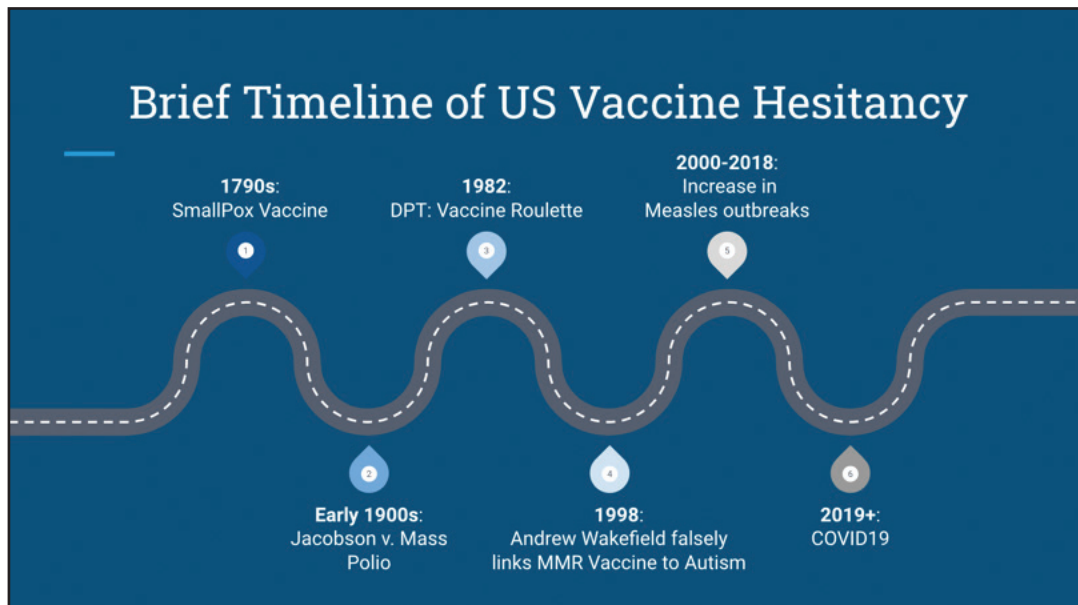 Brief Timeline of US Vaccine Hesitancy
1790s:
SmallPox Vaccine
1
Early 1900s:
Jacobson v. Mass
Polio
2
1982:
DPT: Vaccine Roulette
3
1998:
Andrew Wakefield falsely
links MMR Vaccine to Autism
4
2000-2018:
Increase in
Measles outbreaks
5
2019+:
COVID19
6